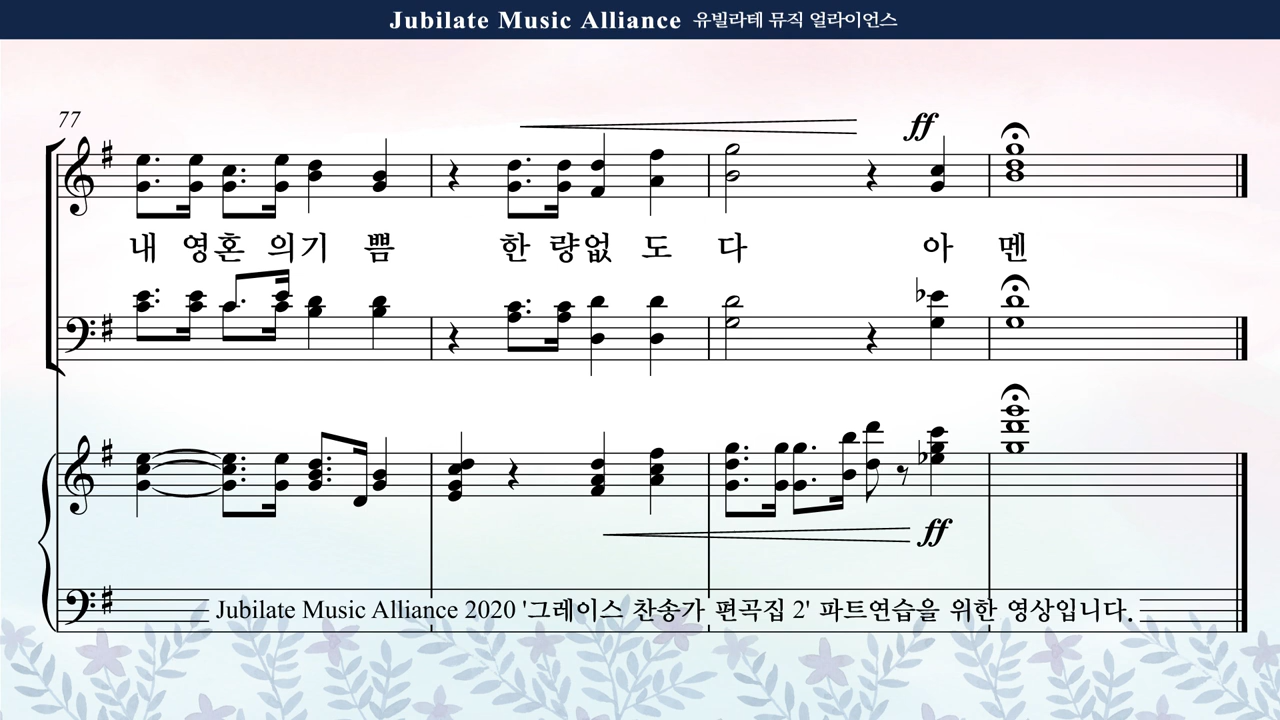 Jubilate Music Alliance 유빌라테 뮤직 얼라이언스
77
ff
내 영혼 의기 쁨 한 량없 도 다 아 멘
ff
Jubilate Music Alliance 2020 '그레이스 찬송가 편곡집 2' 파트연습을 위한 영상입니다.